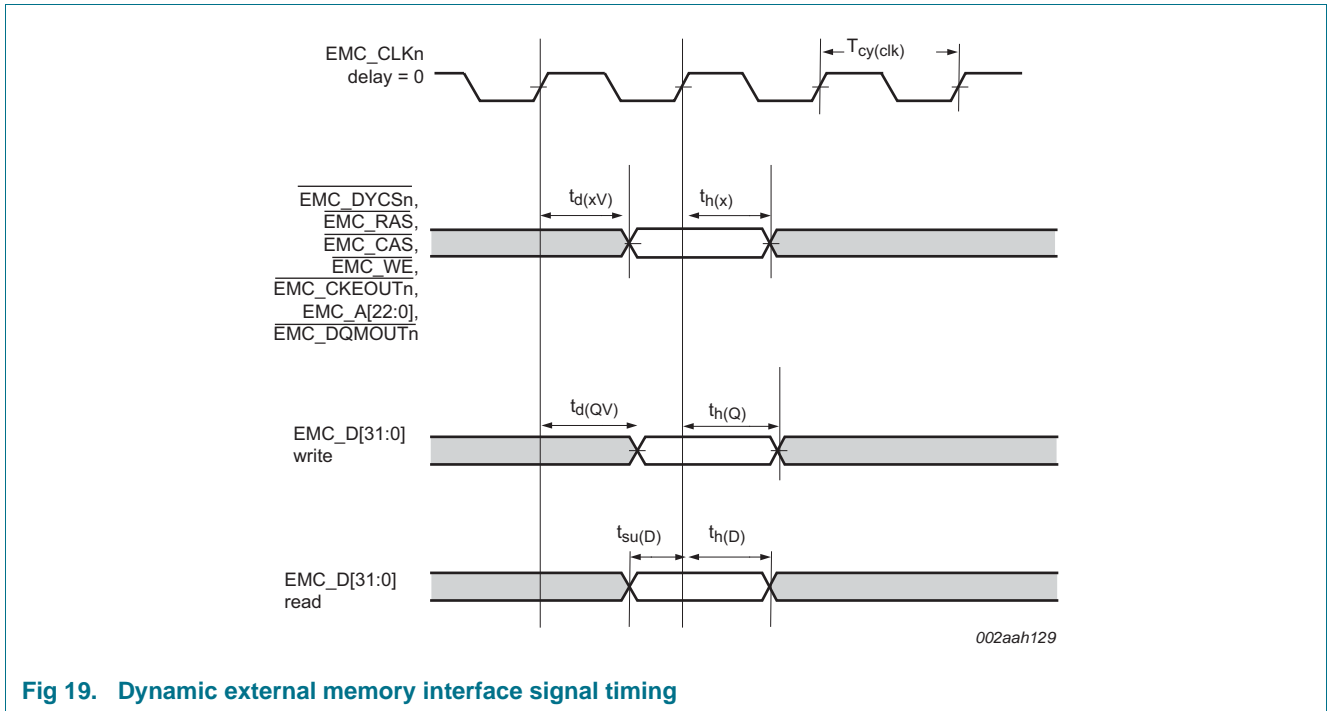 EMC_CLKn
delay = 0
Tcy(clk)
EMC_DYCSn,
EMC_RAS,
EMC_CAS,
EMC_WE,
EMC_CKEOUTn,
EMC_A[22:0],
EMC_DQMOUTn
td(xV)
th(x)
EMC_D[31:0]
write
td(QV)
th(Q)
EMC_D[31:0]
read
tsu(D)
th(D)
002aah129
Fig 19. Dynamic external memory interface signal timing